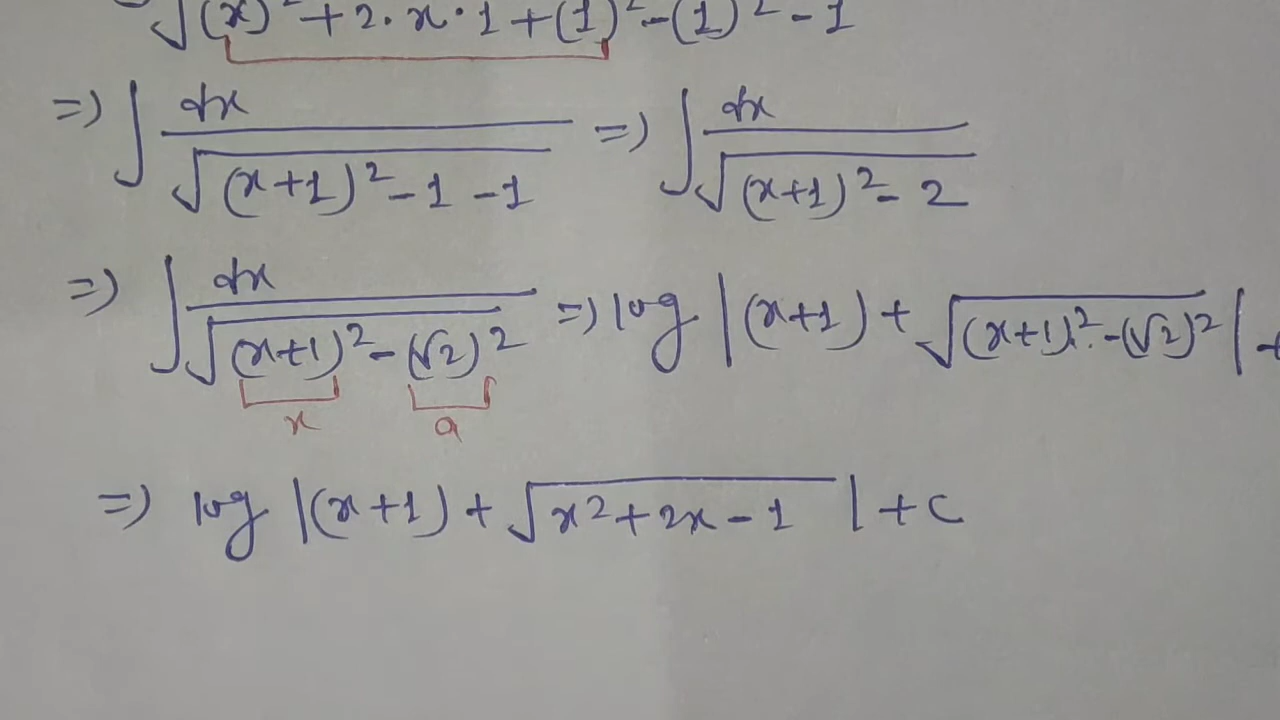 √(x)² + 2·x·1 + (1)² - (1)² - 1
=> ∫ dx / √((x+1)² - 1 - 1) => ∫ dx / √((x+1)² - 2)
=> ∫ dx / √((x+1)² - (√2)²) => log |(x+1) + √((x+1)² - (√2)²)| +
x a
=> log |(x+1) + √(x² + 2x - 1)| + c